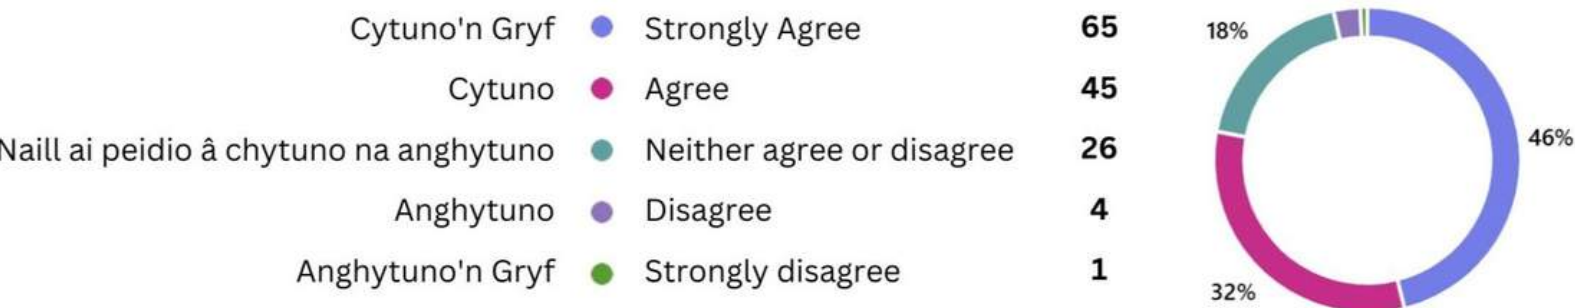 Cytuno'n Gryf Strongly Agree 65
Cytuno Agree 45
Naill ai peidio â chytuno na anghytuno Neither agree or disagree 26
Anghytuno Disagree 4
Anghytuno'n Gryf Strongly disagree 1
18%
46%
32%